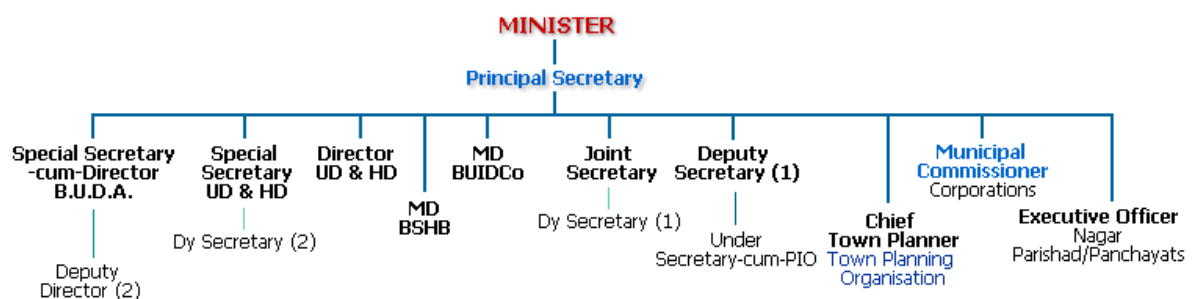 MINISTER
Principal Secretary
Special Secretary
-cum-Director
B.U.D.A.
Deputy
Director (2)
Special
Secretary
UD & HD
Dy Secretary (2)
Director
UD & HD
MD
BSHB
MD
BUIDCo
Joint
Secretary
Dy Secretary (1)
Deputy
Secretary (1)
Under
Secretary-cum-PIO
Chief
Town Planner
Town Planning
Organisation
Municipal
Commissioner
Corporations
Executive Officer
Nagar
Parishad/Panchayats